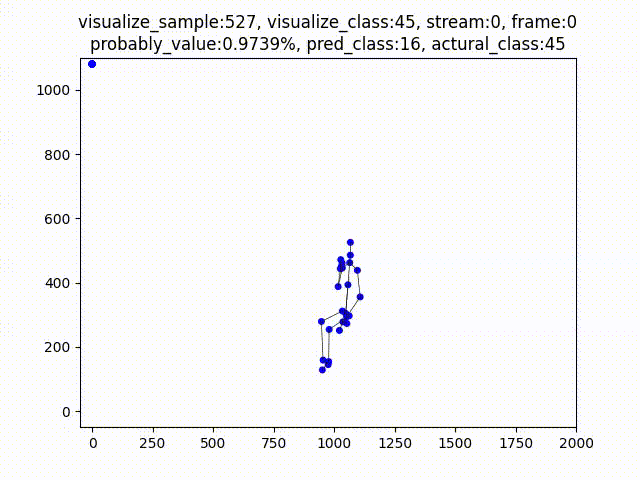 visualize_sample:527, visualize_class:45, stream:0, frame:0
probably_value:0.9739%, pred_class:16, actural_class:45
1000
800
600
400
200
0
0 250 500 750 1000 1250 1500 1750 2000